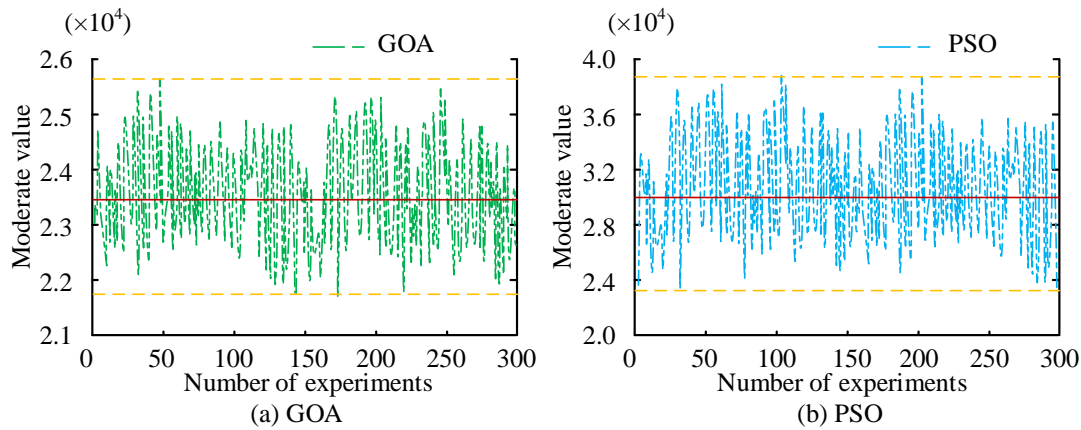 (×10⁴)
GOA
2.6
2.5
2.4
2.3
2.2
2.1
Moderate value
0 50 100 150 200 250 300
Number of experiments
(a) GOA
(×10⁴)
PSO
4.0
3.6
3.2
2.8
2.4
2.0
Moderate value
0 50 100 150 200 250 300
Number of experiments
(b) PSO